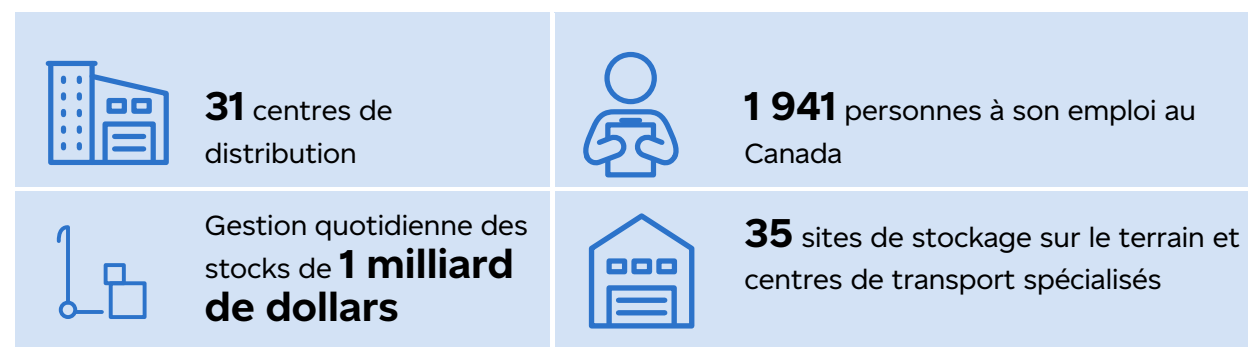 31 centres de
distribution
1 941 personnes à son emploi au
Canada
Gestion quotidienne des
stocks de 1 milliard
de dollars
35 sites de stockage sur le terrain et
centres de transport spécialisés